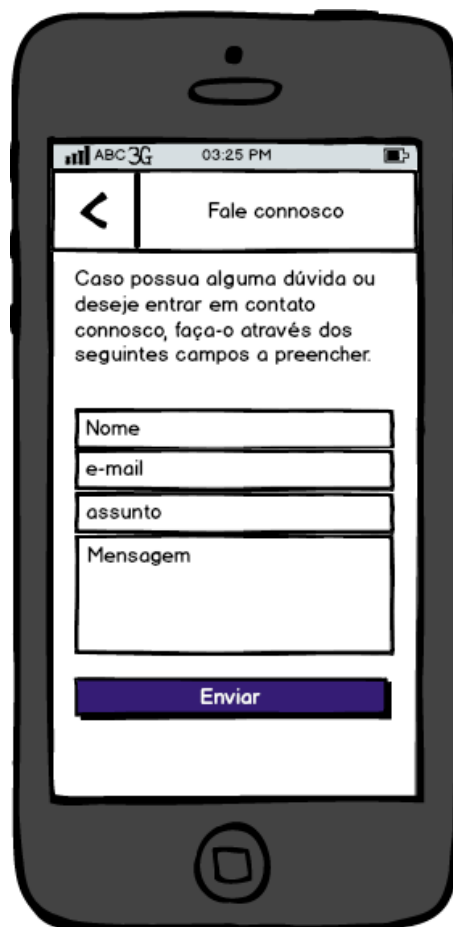 ABC 3G 03:25 PM
Fale connosco
Caso possua alguma dúvida ou
deseje entrar em contato
connosco, faça-o através dos
seguintes campos a preencher.
Nome
e-mail
assunto
Mensagem
Enviar